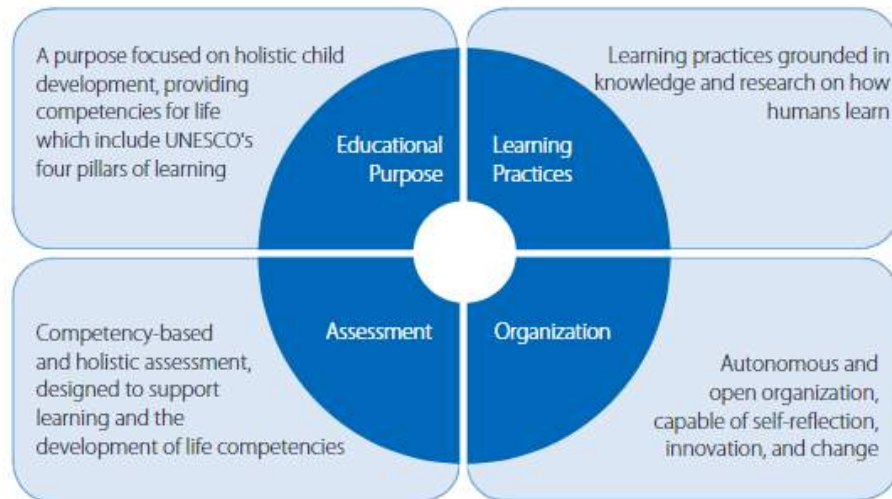 A purpose focused on holistic child
development, providing
competencies for life
which include UNESCO's
four pillars of learning
Educational
Purpose
Learning practices grounded in
knowledge and research on how
humans learn
Learning
Practices
Competency-based
and holistic assessment,
designed to support
learning and the
development of life competencies
Assessment
Organization
Autonomous and
open organization,
capable of self-reflection,
innovation, and change